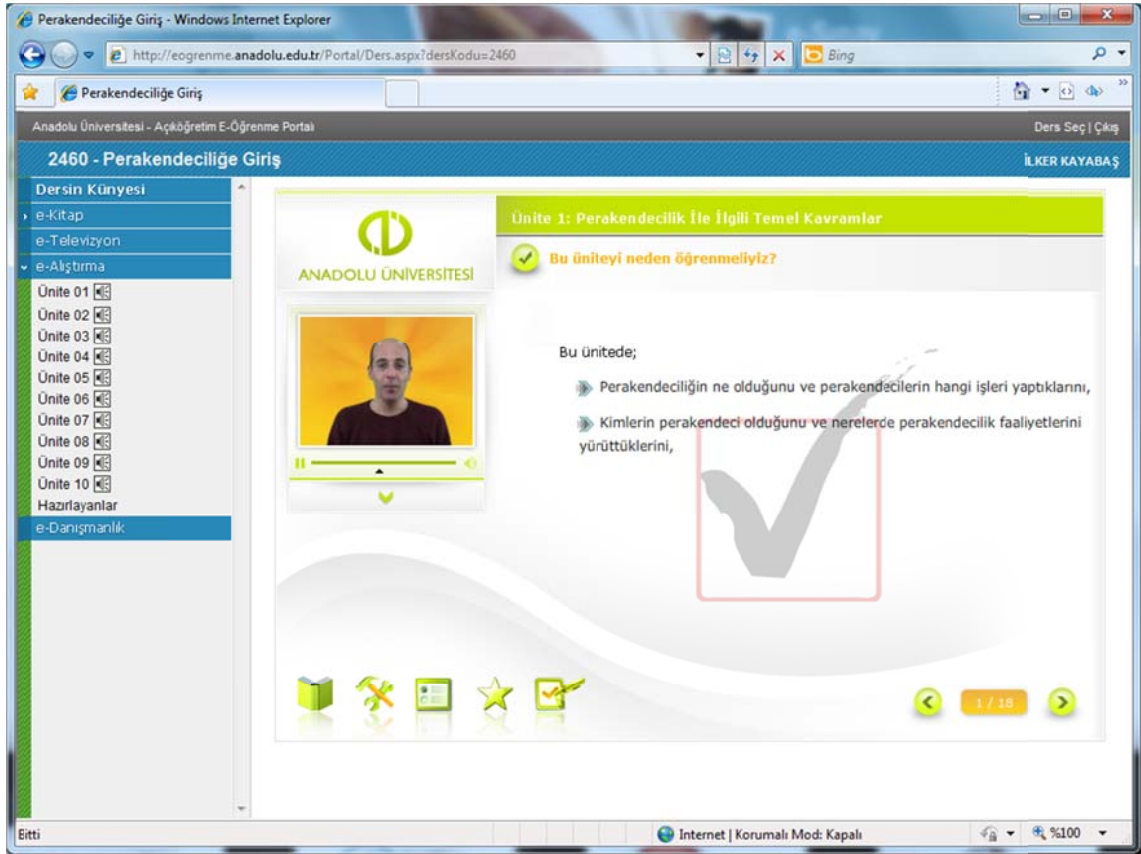 Perakendeciliğe Giriş - Windows Internet Explorer
http://eogrenme.anadolu.edu.tr/Portal/Ders.aspx?dersKodu=2460
Bing
Perakendeciliğe Giriş
Anadolu Üniversitesi - Açıköğretim E-Öğrenme Portalı
Ders Seç | Çıkış
2460 - Perakendeciliğe Giriş
İLKER KAYABAŞ
Dersin Künyesi
e-Kitap
e-Televizyon
e-Alıştırma
Ünite 01
Ünite 02
Ünite 03
Ünite 04
Ünite 05
Ünite 06
Ünite 07
Ünite 08
Ünite 09
Ünite 10
Hazırlayanlar
e-Danışmanlık
ANADOLU ÜNİVERSİTESİ
Ünite 1: Perakendecilik İle İlgili Temel Kavramlar
Bu üniteyi neden öğrenmeliyiz?
Bu ünitede;
Perakendeciliğin ne olduğunu ve perakendecilerin hangi işleri yaptıklarını,
Kimlerin perakendeci olduğunu ve nerelerde perakendecilik faaliyetlerini
yürüttüklerini,
1 / 18
Bitti
Internet | Korumalı Mod: Kapalı
%100